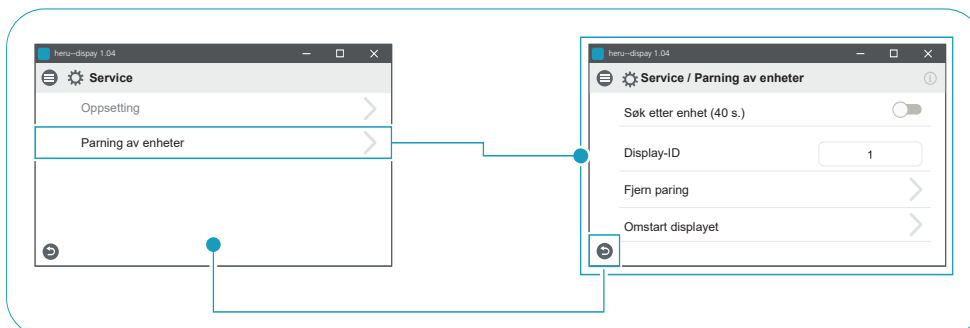 heru--dispay 1.04
Service
Oppsetting
Parning av enheter
heru--dispay 1.04
Service / Parning av enheter
Søk etter enhet (40 s.)
Display-ID
1
Fjern paring
Omstart displayet